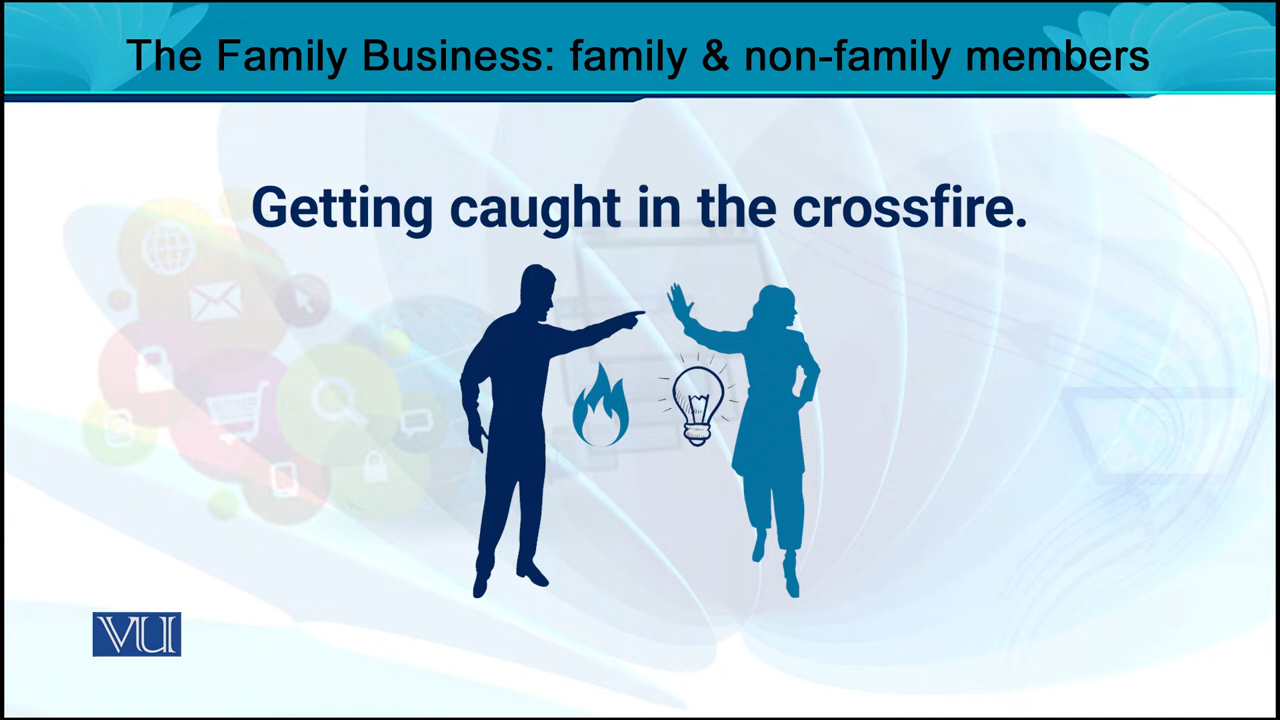 The Family Business: family & non-family members
Getting caught in the crossfire.
VU